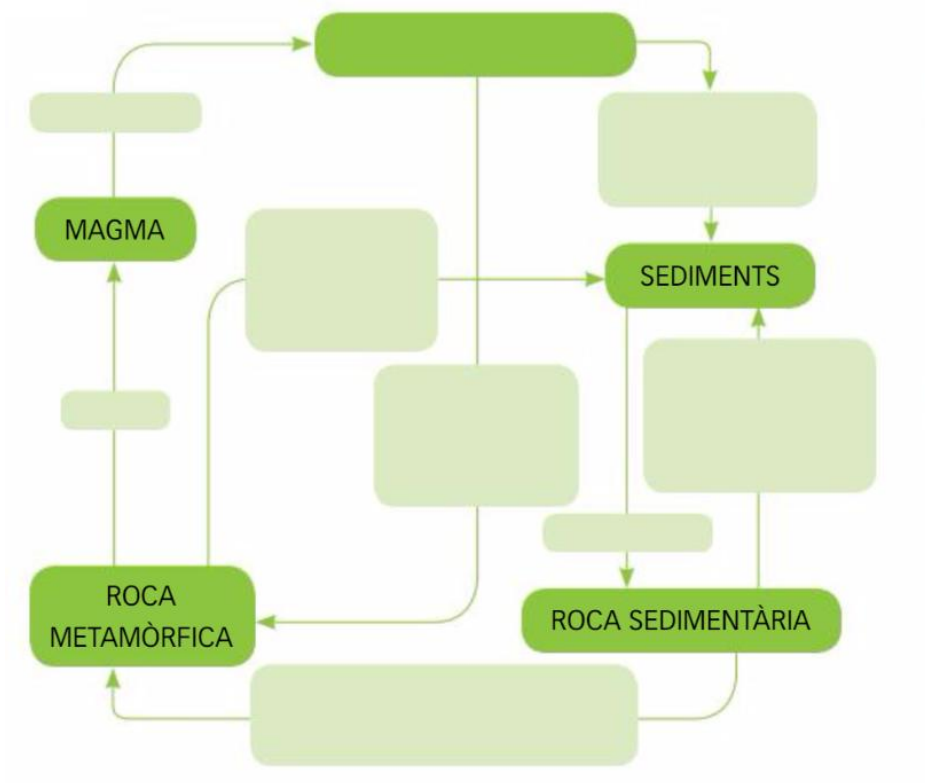 MAGMA
SEDIMENTS
ROCA
METAMÒRFICA
ROCA SEDIMENTÀRIA